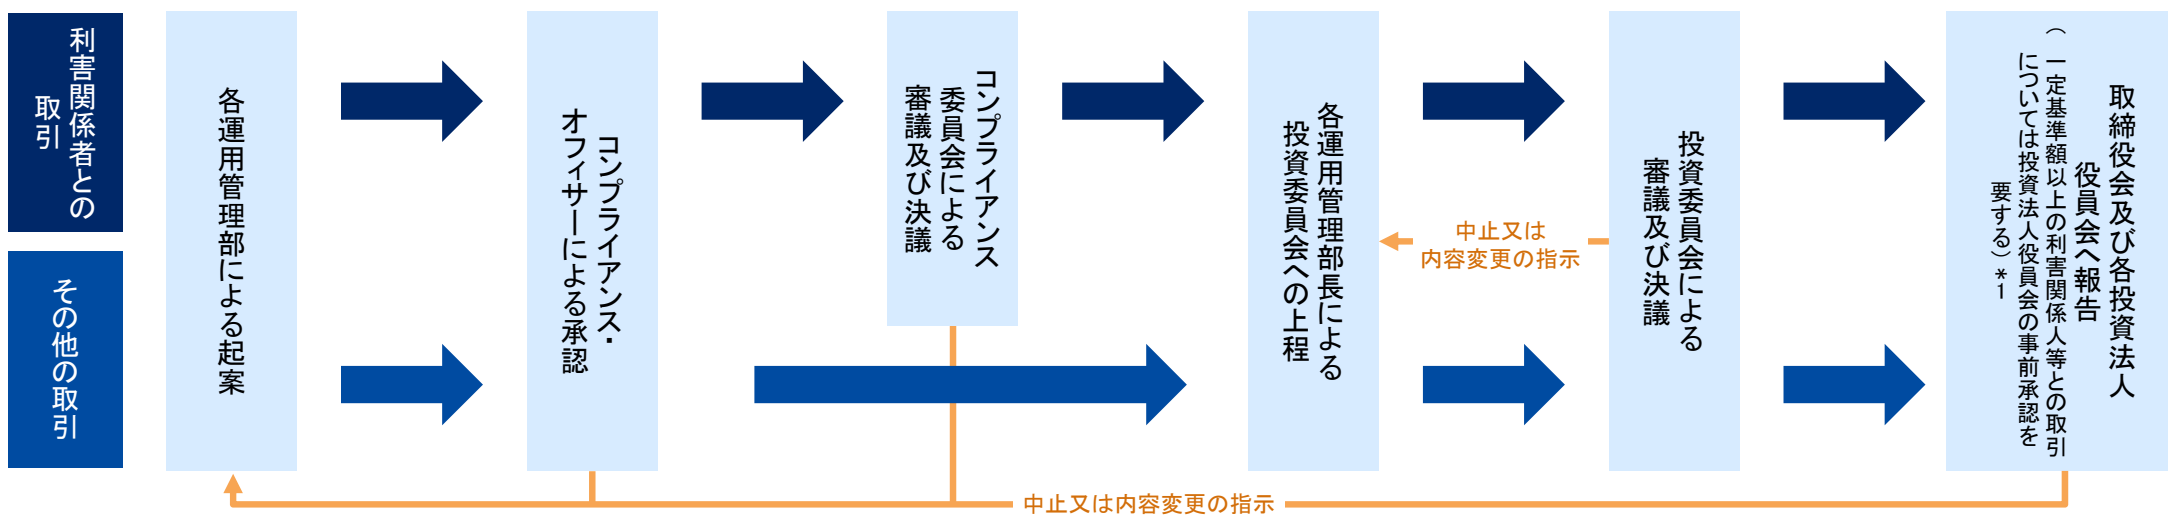 利害関係者との
取引
その他の取引
各運用管理部による起案
コンプライアンス・
オフィサーによる承認
コンプライアンス
委員会による
審議及び決議
各運用管理部長による
投資委員会への上程
中止又は
内容変更の指示
投資委員会による
審議及び決議
取締役会及び各投資法人
役員会へ報告
（一定基準額以上の利害関係人等との取引
については投資法人役員会の事前承認を
要する）*1
中止又は内容変更の指示